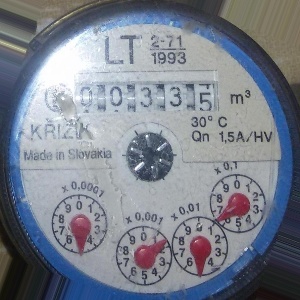 LT 2-71
1993
0 0 3 3 5 m³
KŘIŽÍK
30° C
Made in Slovakia
Qn 1,5A/HV
x 0,1
x 0,0001
x 0,001
x 0,01